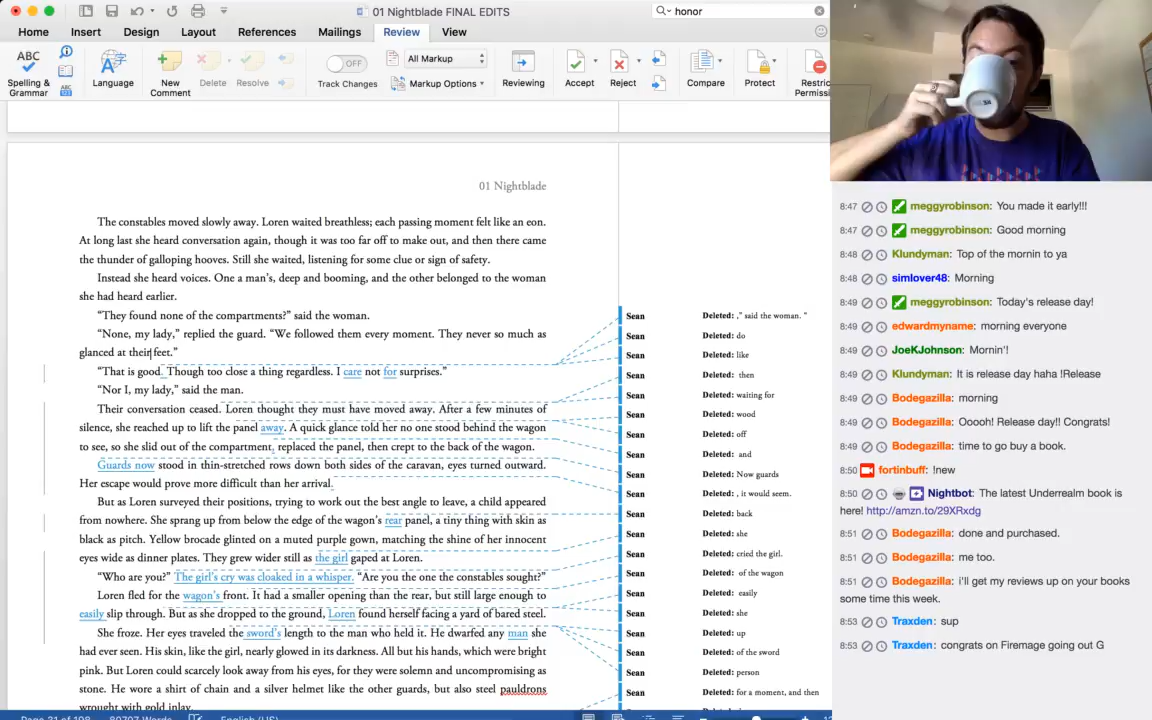 01 Nightblade FINAL EDITS
honor
Home Insert Design Layout References Mailings Review View
ABC
Spelling & Grammar
Language
New Comment
Delete
Resolve
OFF
Track Changes
All Markup
Markup Options
Reviewing
Accept
Reject
Compare
Protect
Restric
Permissio
01 Nightblade
The constables moved slowly away. Loren waited breathless; each passing moment felt like an eon.
At long last she heard conversation again, though it was too far off to make out, and then there came
the thunder of galloping hooves. Still she waited, listening for some clue or sign of safety.
Instead she heard voices. One a man's, deep and booming, and the other belonged to the woman
she had heard earlier.
“They found none of the compartments?” said the woman.
“None, my lady,” replied the guard. “We followed them every moment. They never so much as
glanced at their feet.”
“That is good. Though too close a thing regardless. I care not for surprises.”
“Nor I, my lady,” said the man.
Their conversation ceased. Loren thought they must have moved away. After a few minutes of
silence, she reached up to lift the panel away. A quick glance told her no one stood behind the wagon
to see, so she slid out of the compartment, replaced the panel, then crept to the back of the wagon.
Guards now stood in thin-stretched rows down both sides of the caravan, eyes turned outward.
Her escape would prove more difficult than her arrival.
But as Loren surveyed their positions, trying to work out the best angle to leave, a child appeared
from nowhere. She sprang up from below the edge of the wagon's rear panel, a tiny thing with skin as
black as pitch. Yellow brocade glinted on a muted purple gown, matching the shine of her innocent
eyes wide as dinner plates. They grew wider still as the girl gaped at Loren.
“Who are you?” The girl's cry was cloaked in a whisper. “Are you the one the constables sought?”
Loren fled for the wagon's front. It had a smaller opening than the rear, but still large enough to
easily slip through. But as she dropped to the ground, Loren found herself facing a yard of bared steel.
She froze. Her eyes traveled the sword's length to the man who held it. He dwarfed any man she
had ever seen. His skin, like the girl, nearly glowed in its darkness. All but his hands, which were bright
pink. But Loren could scarcely look away from his eyes, for they were solemn and uncompromising as
stone. He wore a shirt of chain and a silver helmet like the other guards, but also steel pauldrons
wrought with gold inlay.
Sean Deleted: ,” said the woman. “
Sean Deleted: do
Sean Deleted: like
Sean Deleted: then
Sean Deleted: waiting for
Sean Deleted: wood
Sean Deleted: off
Sean Deleted: and
Sean Deleted: Now guards
Sean Deleted: , it would seem.
Sean Deleted: back
Sean Deleted: she
Sean Deleted: cried the girl.
Sean Deleted: of the wagon
Sean Deleted: easily
Sean Deleted: she
Sean Deleted: up
Sean Deleted: of the sword
Sean Deleted: person
Sean Deleted: for a moment, and then
Page 31 of 198 80707 Words English (US)
8:47 meggyrobinson: You made it early!!!
8:47 meggyrobinson: Good morning
8:48 Klundyman: Top of the mornin to ya
8:48 simlover48: Morning
8:49 meggyrobinson: Today's release day!
8:49 edwardmyname: morning everyone
8:49 JoeKJohnson: Mornin'!
8:49 Klundyman: It is release day haha !Release
8:49 Bodegazilla: morning
8:49 Bodegazilla: Ooooh! Release day!! Congrats!
8:49 Bodegazilla: time to go buy a book.
8:50 fortinbuff: !new
8:50 Nightbot: The latest Underrealm book is
here! http://amzn.to/29XRxdg
8:51 Bodegazilla: done and purchased.
8:51 Bodegazilla: me too.
8:51 Bodegazilla: i'll get my reviews up on your books
some time this week.
8:53 Traxden: sup
8:53 Traxden: congrats on Firemage going out G